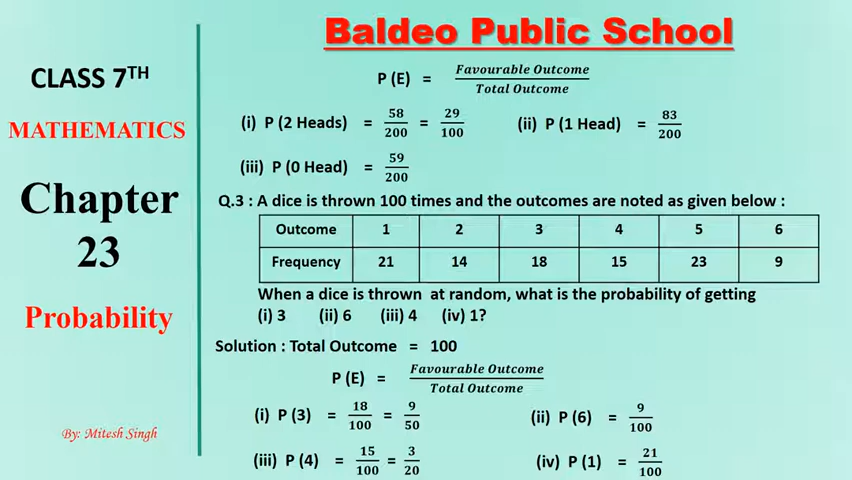 Baldeo Public School
CLASS 7TH
MATHEMATICS
Chapter
23
Probability
By: Mitesh Singh
P (E) = Favourable Outcome / Total Outcome
(i) P (2 Heads) = 58/200 = 29/100 (ii) P (1 Head) = 83/200
(iii) P (0 Head) = 59/200
Q.3 : A dice is thrown 100 times and the outcomes are noted as given below :
Outcome 1 2 3 4 5 6
Frequency 21 14 18 15 23 9
When a dice is thrown at random, what is the probability of getting
(i) 3 (ii) 6 (iii) 4 (iv) 1?
Solution : Total Outcome = 100
P (E) = Favourable Outcome / Total Outcome
(i) P (3) = 18/100 = 9/50 (ii) P (6) = 9/100
(iii) P (4) = 15/100 = 3/20 (iv) P (1) = 21/100